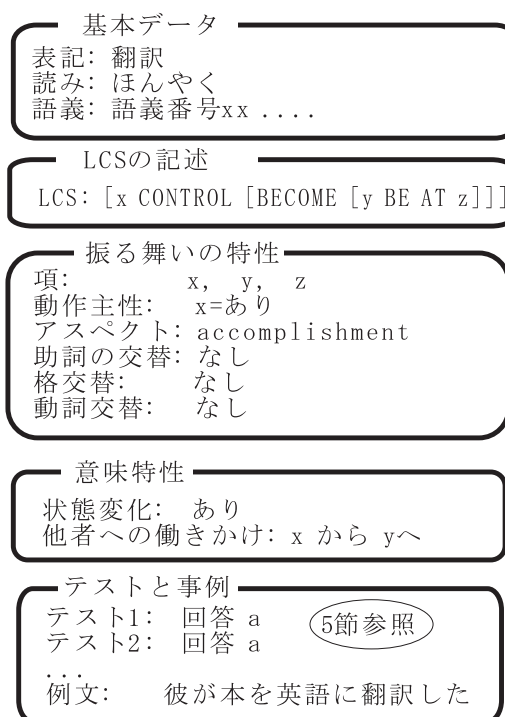 基本データ
表記: 翻訳
読み: ほんやく
語義: 語義番号xx ....
LCSの記述
LCS: [x CONTROL [BECOME [y BE AT z]]]
振る舞いの特性
項: x, y, z
動作主性: x=あり
アスペクト: accomplishment
助詞の交替: なし
格交替: なし
動詞交替: なし
意味特性
状態変化: あり
他者への働きかけ: x から yへ
テストと事例
テスト1: 回答 a
テスト2: 回答 a
5節参照
...
例文: 彼が本を英語に翻訳した